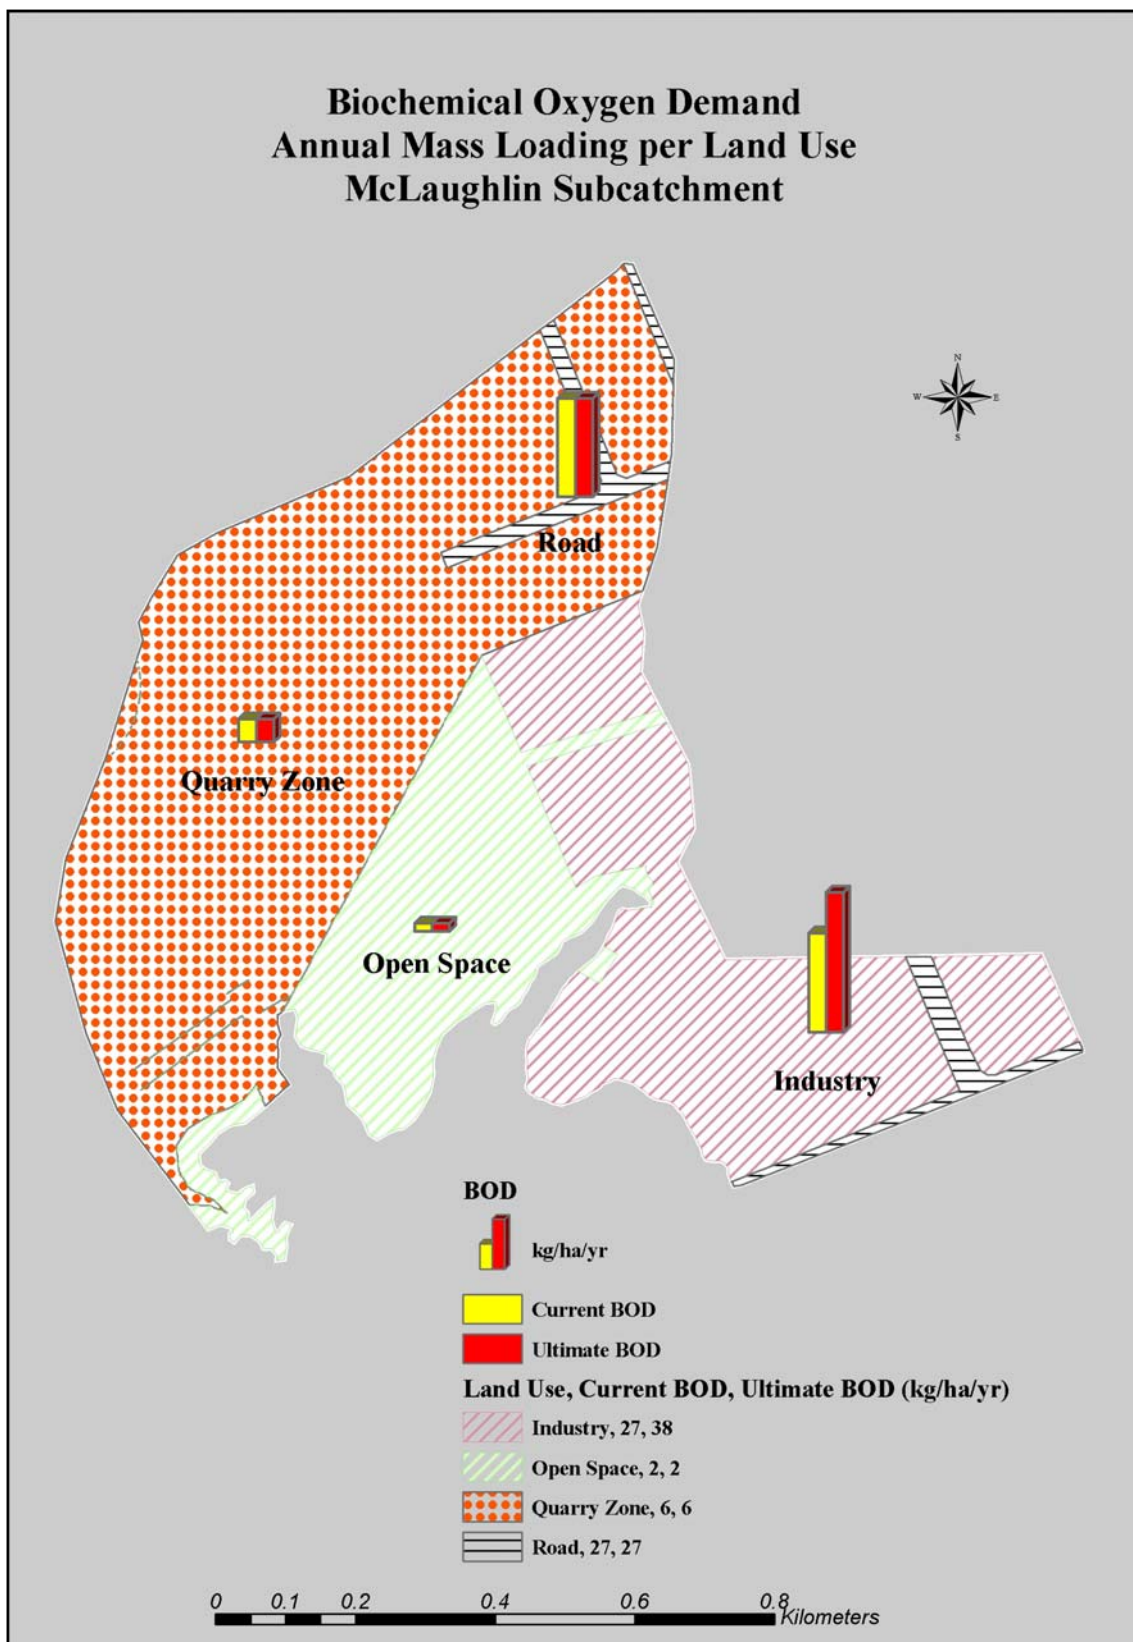 Biochemical Oxygen Demand
Annual Mass Loading per Land Use
McLaughlin Subcatchment
N
W E
S
Road
Quarry Zone
Open Space
Industry
BOD
kg/ha/yr
Current BOD
Ultimate BOD
Land Use, Current BOD, Ultimate BOD (kg/ha/yr)
Industry, 27, 38
Open Space, 2, 2
Quarry Zone, 6, 6
Road, 27, 27
0 0.1 0.2 0.4 0.6 0.8
Kilometers